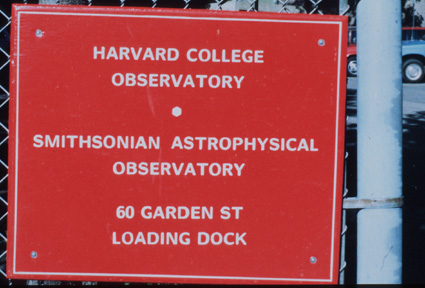 HARVARD COLLEGE
OBSERVATORY
SMITHSONIAN ASTROPHYSICAL
OBSERVATORY
60 GARDEN ST
LOADING DOCK